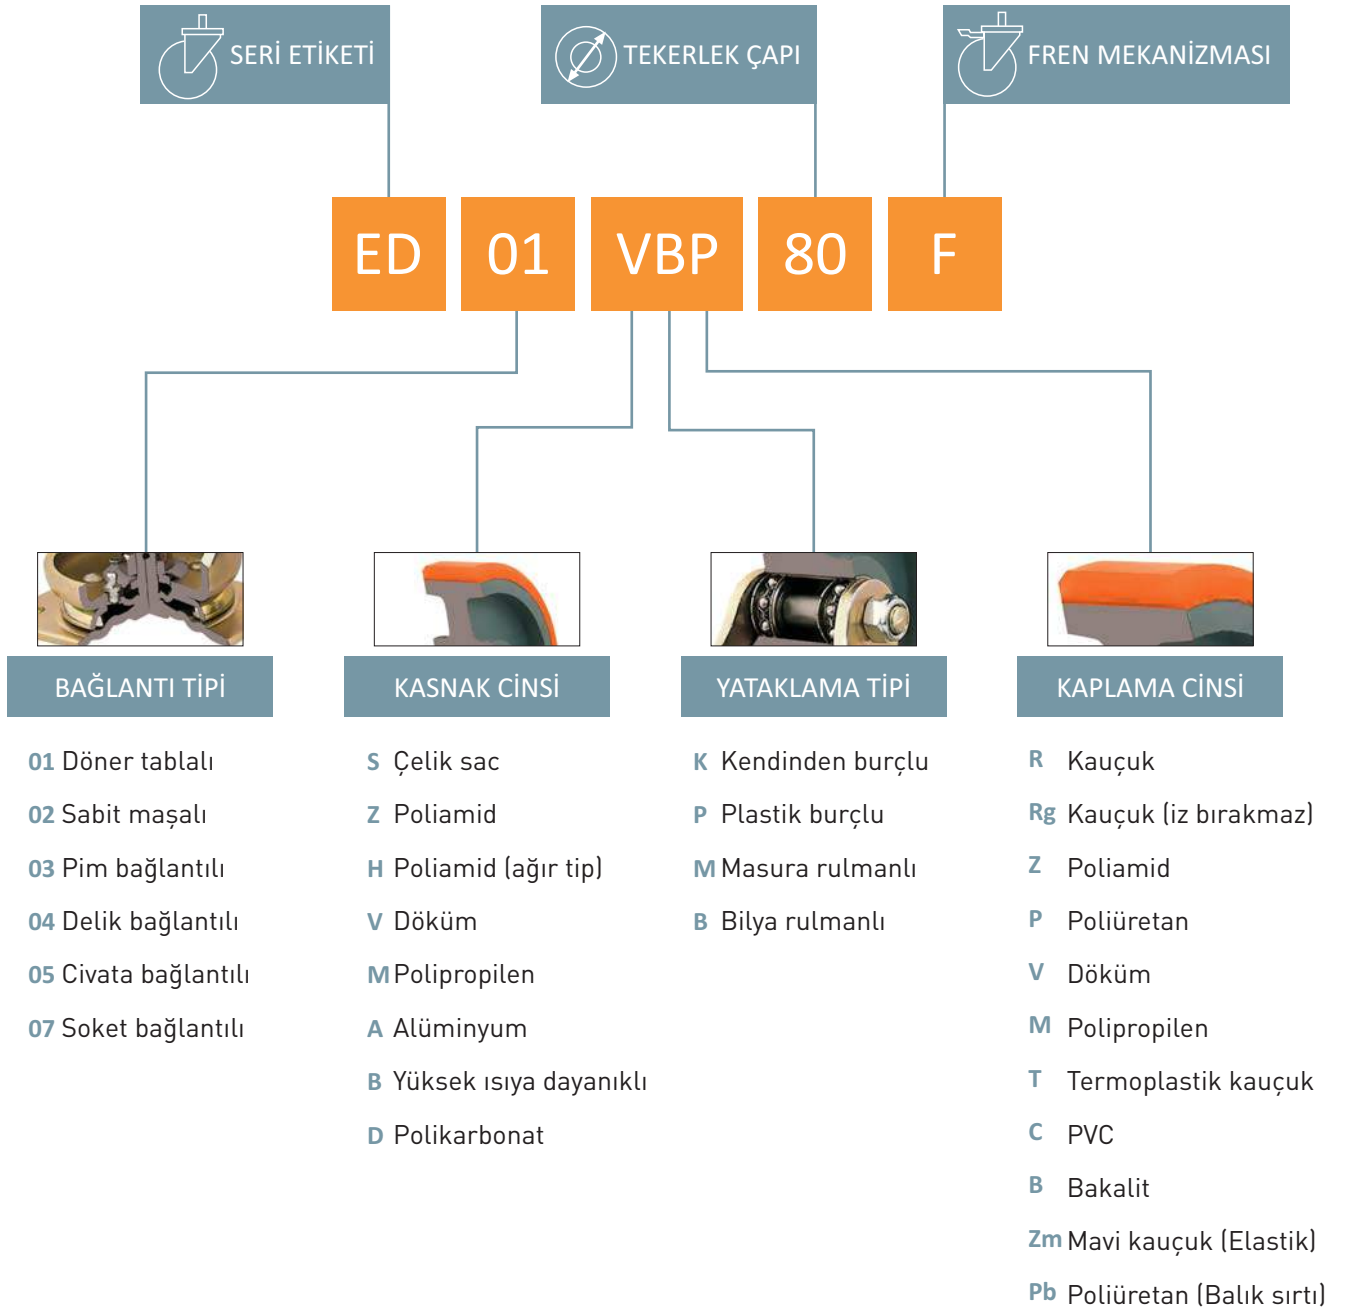 SERİ ETİKETİ
TEKERLEK ÇAPI
FREN MEKANİZMASI
ED 01 VBP 80 F
BAĞLANTI TİPİ
01 Döner tablalı
02 Sabit maşalı
03 Pim bağlantılı
04 Delik bağlantılı
05 Civata bağlantılı
07 Soket bağlantılı
KASNAK CİNSİ
S Çelik sac
Z Poliamid
H Poliamid (ağır tip)
V Döküm
M Polipropilen
A Alüminyum
B Yüksek ısıya dayanıklı
D Polikarbonat
YATAKLAMA TİPİ
K Kendinden burçlu
P Plastik burçlu
M Masura rulmanlı
B Bilya rulmanlı
KAPLAMA CİNSİ
R Kauçuk
Rg Kauçuk (iz bırakmaz)
Z Poliamid
P Poliüretan
V Döküm
M Polipropilen
T Termoplastik kauçuk
C PVC
B Bakalit
Zm Mavi kauçuk (Elastik)
Pb Poliüretan (Balık sırtı)